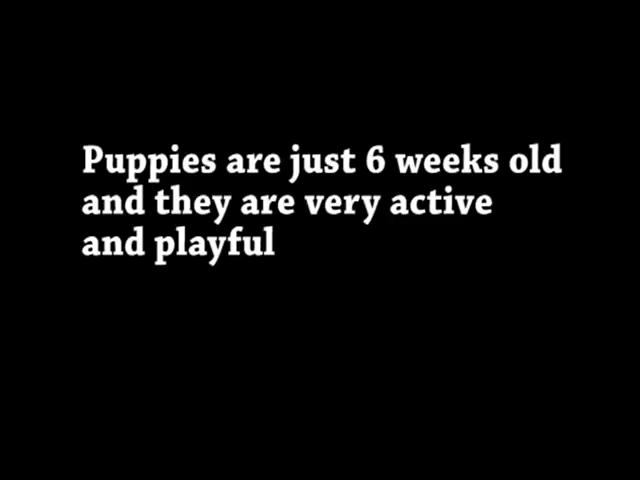 Puppies are just 6 weeks old
and they are very active
and playful